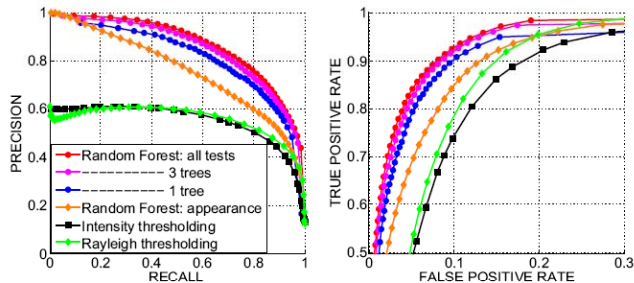 PRECISION
1
0.8
0.6
0.4
0.2
0
0
0.2
0.4
0.6
0.8
1
RECALL
Random Forest: all tests
--------------- 3 trees
--------------- 1 tree
Random Forest: appearance
Intensity thresholding
Rayleigh thresholding
TRUE POSITIVE RATE
1
0.9
0.8
0.7
0.6
0.5
0
0.1
0.2
0.3
FALSE POSITIVE RATE